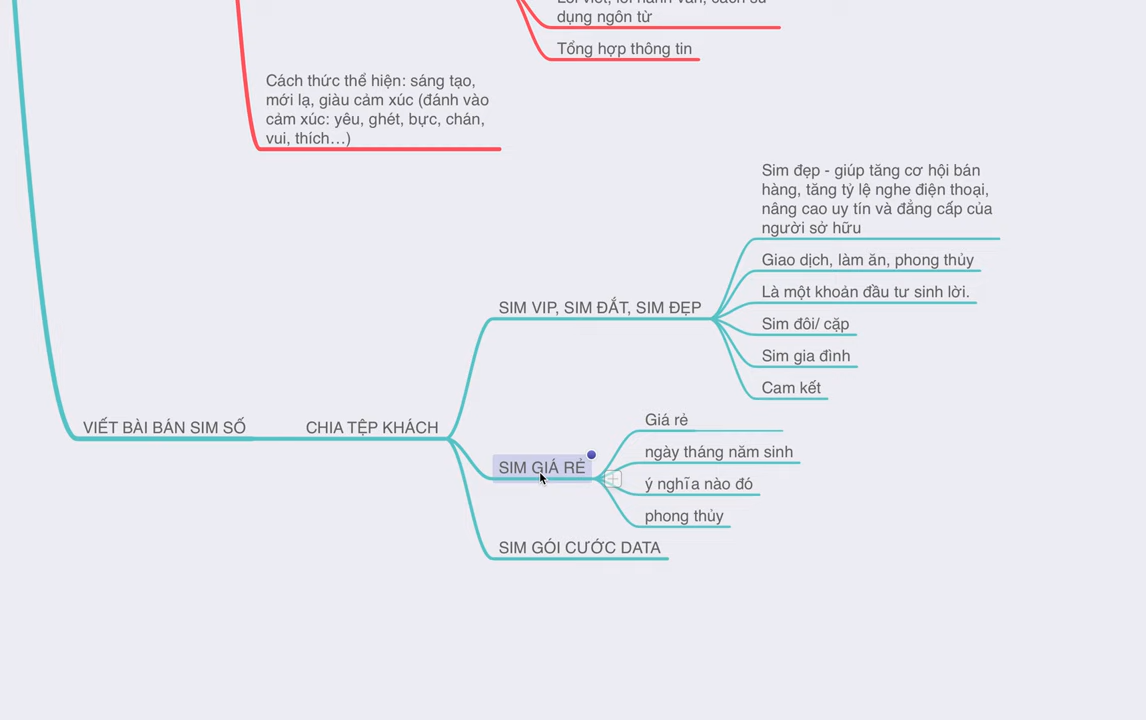 dụng ngôn từ
Tổng hợp thông tin
Cách thức thể hiện: sáng tạo,
mới lạ, giàu cảm xúc (đánh vào
cảm xúc: yêu, ghét, bực, chán,
vui, thích...)
Sim đẹp - giúp tăng cơ hội bán
hàng, tăng tỷ lệ nghe điện thoại,
nâng cao uy tín và đẳng cấp của
người sở hữu
Giao dịch, làm ăn, phong thủy
SIM VIP, SIM ĐẮT, SIM ĐẸP
Là một khoản đầu tư sinh lời.
Sim đôi/ cặp
Sim gia đình
Cam kết
VIẾT BÀI BÁN SIM SỐ
CHIA TỆP KHÁCH
SIM GIÁ RẺ
Giá rẻ
ngày tháng năm sinh
ý nghĩa nào đó
phong thủy
SIM GÓI CƯỚC DATA